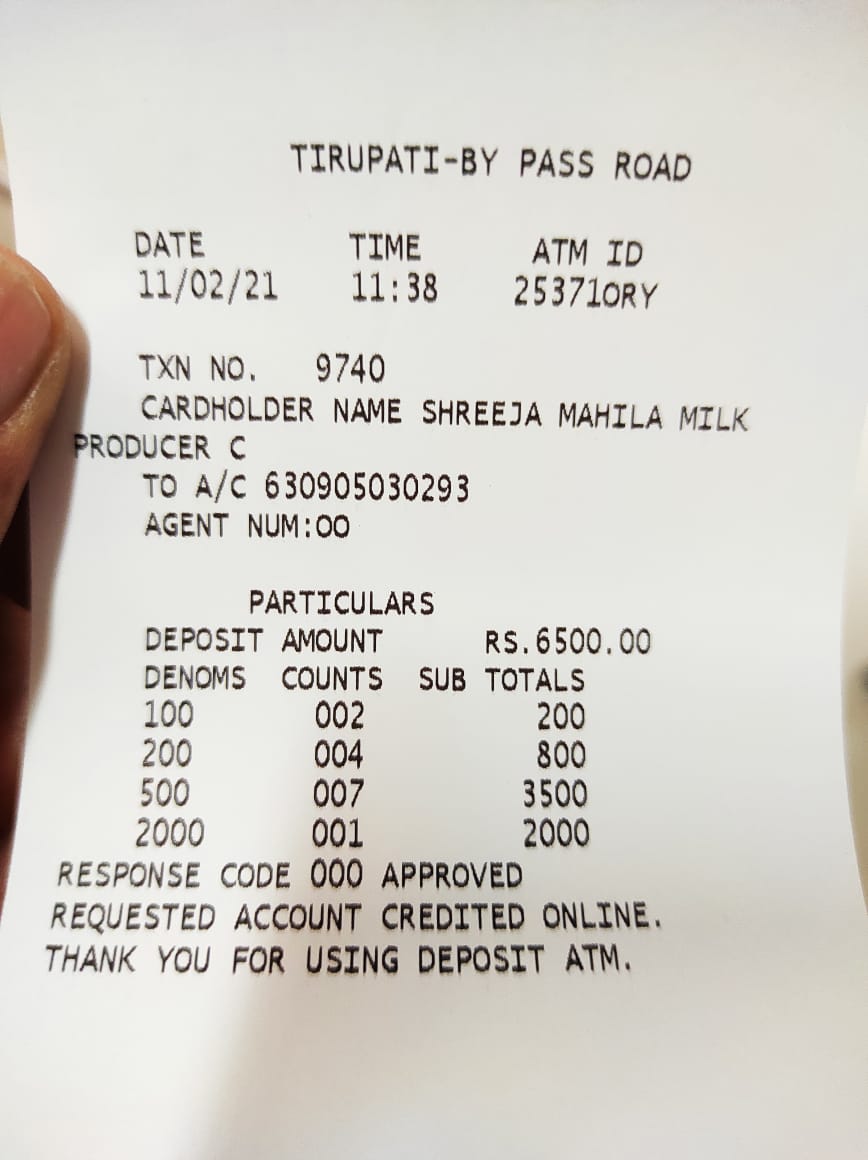 TIRUPATI-BY PASS ROAD
DATE TIME ATM ID
11/02/21 11:38 253710RY
TXN NO. 9740
CARDHOLDER NAME SHREEJA MAHILA MILK
PRODUCER C
TO A/C 630905030293
AGENT NUM:00
PARTICULARS
DEPOSIT AMOUNT RS.6500.00
DENOMS COUNTS SUB TOTALS
100 002 200
200 004 800
500 007 3500
2000 001 2000
RESPONSE CODE 000 APPROVED
REQUESTED ACCOUNT CREDITED ONLINE.
THANK YOU FOR USING DEPOSIT ATM.